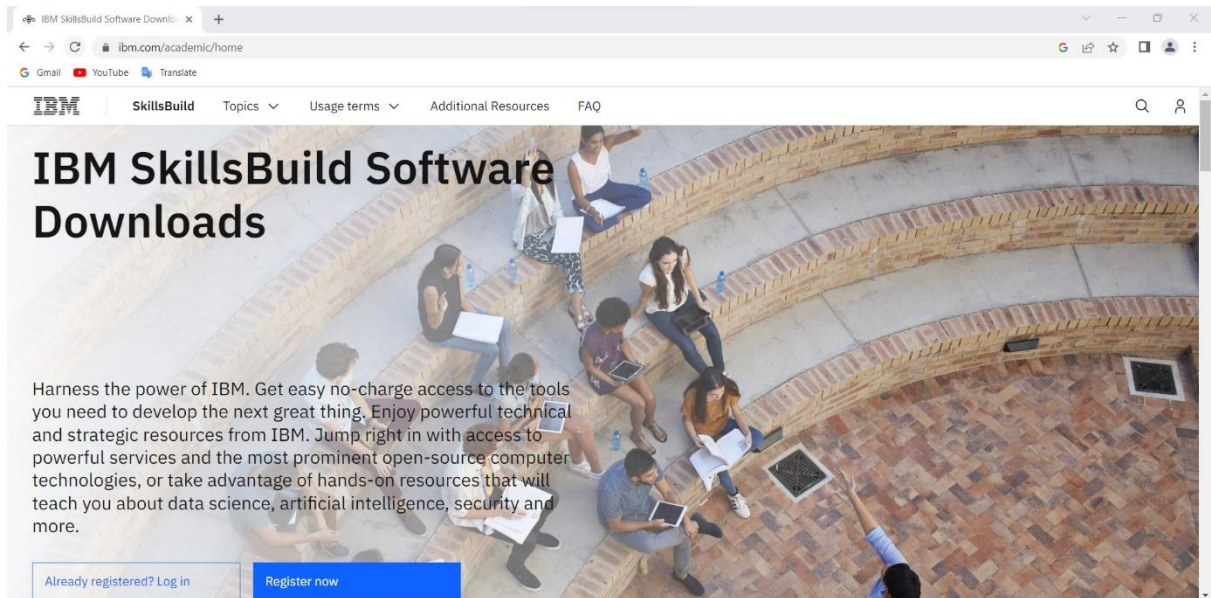 IBM SkillsBuild Software Downlo
ibm.com/academic/home
Gmail YouTube Translate
IBM SkillsBuild Topics Usage terms Additional Resources FAQ
IBM SkillsBuild Software
Downloads
Harness the power of IBM. Get easy no-charge access to the tools
you need to develop the next great thing. Enjoy powerful technical
and strategic resources from IBM. Jump right in with access to
powerful services and the most prominent open-source computer
technologies, or take advantage of hands-on resources that will
teach you about data science, artificial intelligence, security and
more.
Already registered? Log in Register now